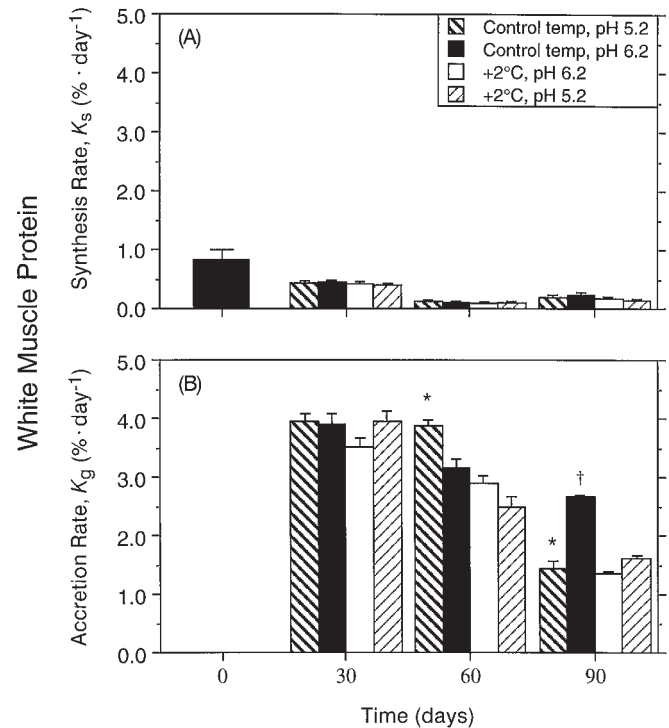 White Muscle Protein
Synthesis Rate, Ks (% · day-1)
(A)
Control temp, pH 5.2
Control temp, pH 6.2
+2°C, pH 6.2
+2°C, pH 5.2
5.0
4.0
3.0
2.0
1.0
0.0
Accretion Rate, Kg (% · day-1)
(B)
5.0
4.0
3.0
2.0
1.0
0.0
*
*
†
0 30 60 90
Time (days)